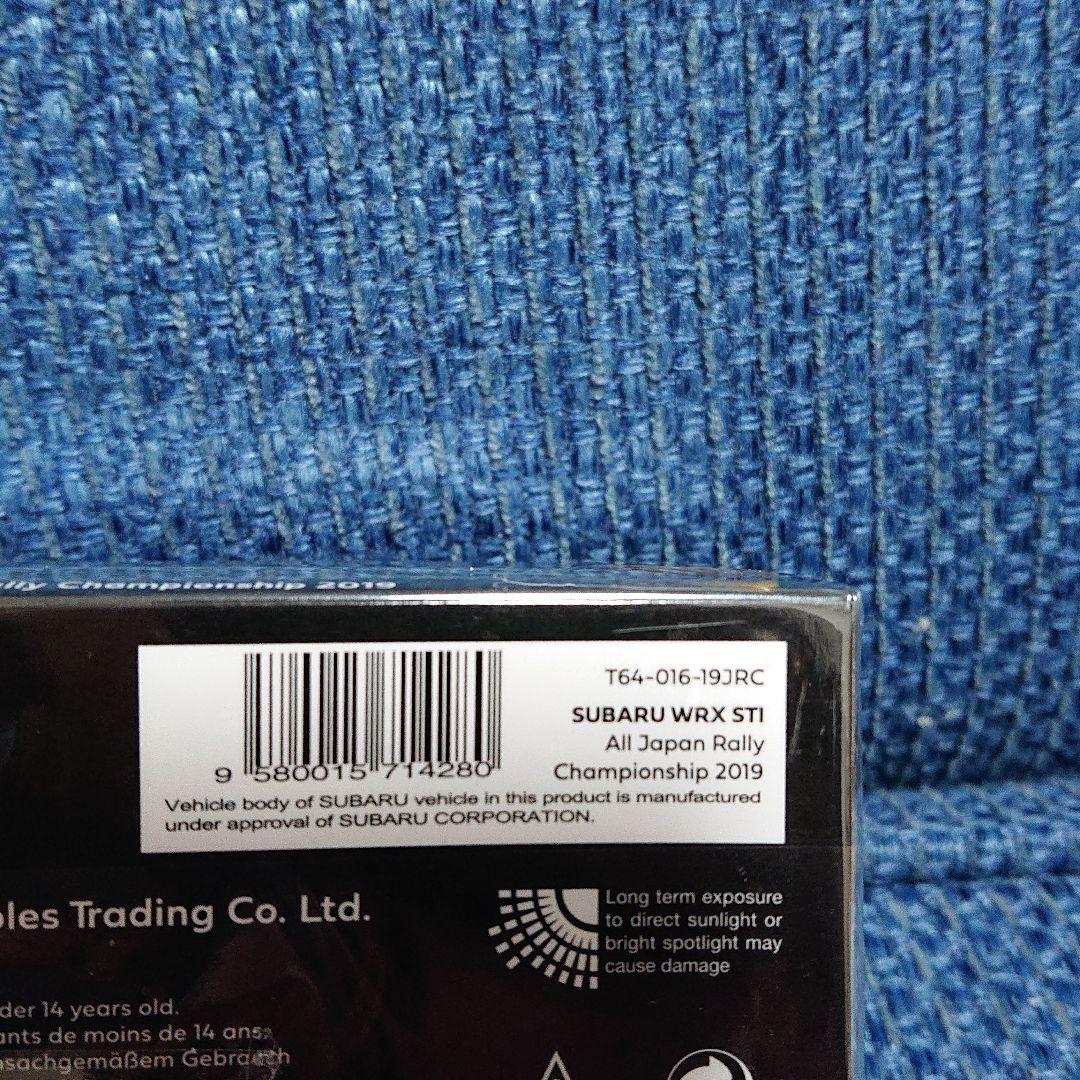 Championship 2019
T64-016-19JRC
SUBARU WRX STI
All Japan Rally
Championship 2019
9 580015 714280
Vehicle body of SUBARU vehicle in this product is manufactured
under approval of SUBARU CORPORATION.
Trading Co. Ltd.
Long term exposure
to direct sunlight or
bright spotlight may
cause damage
14 years old.
de moins de 14 ans.
Gebrauch